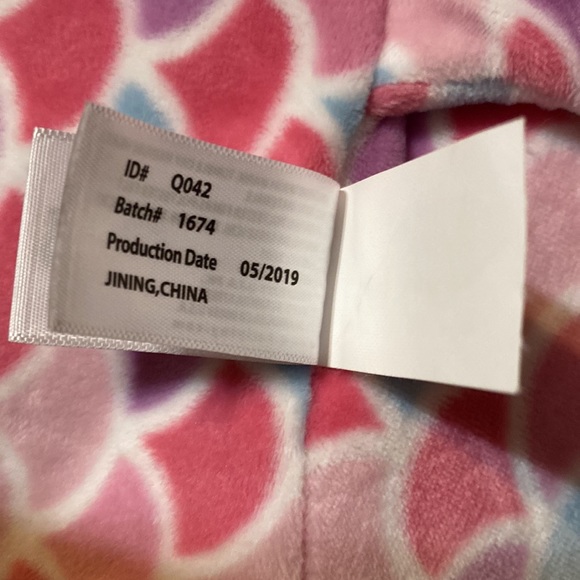 ID# Q042
Batch# 1674
Production Date 05/2019
JINING,CHINA